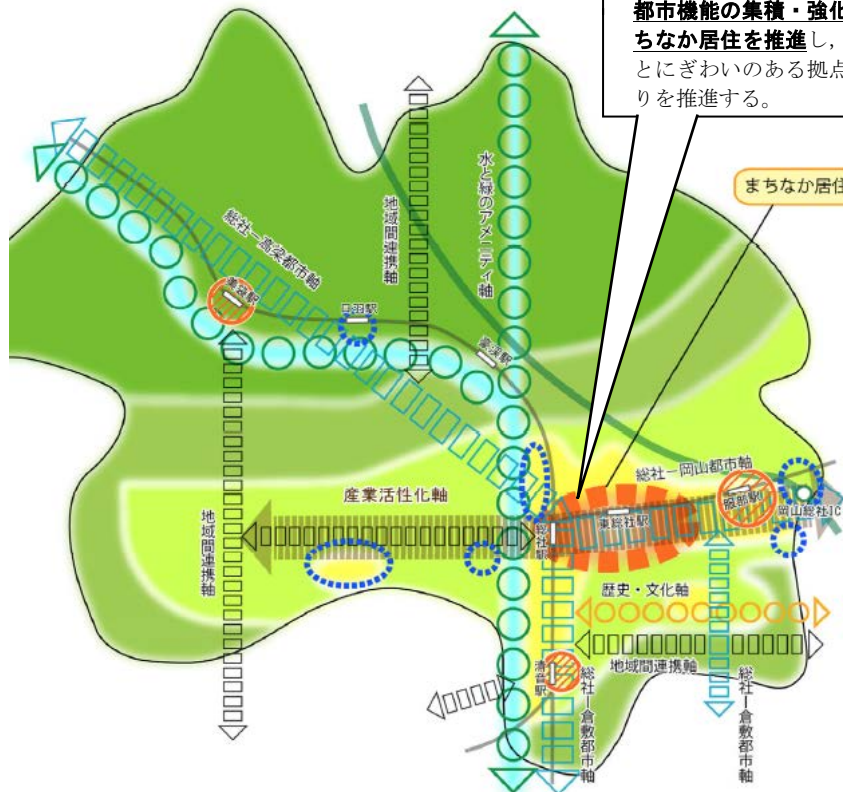 都市機能の集積・強化
ちなか居住を推進し，
とにぎわいのある拠点
りを推進する。
まちなか居住
水と緑のアメニティ軸
地域間連携軸
総社－高梁都市軸
美袋駅
日羽駅
豪渓駅
総社－岡山都市軸
服部駅
岡山総社IC
東総社駅
総社駅
産業活性化軸
地域間連携軸
歴史・文化軸
地域間連携軸
清音駅
総社－倉敷都市軸
総社－倉敷都市軸